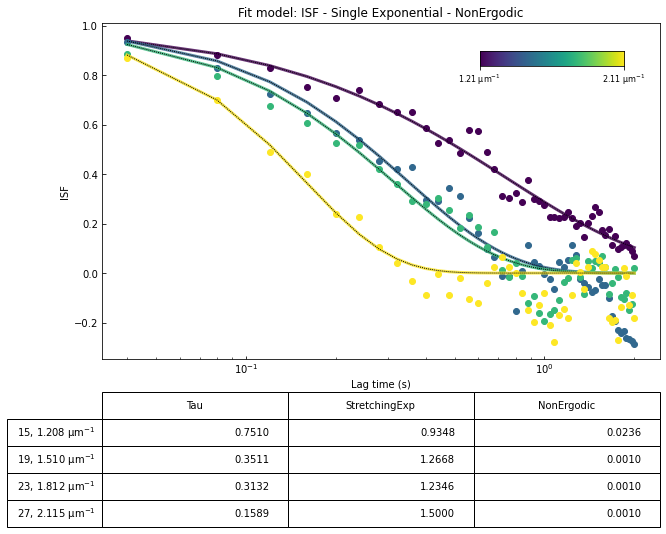 Fit model: ISF - Single Exponential - NonErgodic
1.0
0.8
0.6
0.4
0.2
0.0
−0.2
ISF
1.21 μm⁻¹ 2.11 μm⁻¹
10⁻¹ 10⁰
Lag time (s)
Tau StretchingExp NonErgodic
15, 1.208 μm⁻¹ 0.7510 0.9348 0.0236
19, 1.510 μm⁻¹ 0.3511 1.2668 0.0010
23, 1.812 μm⁻¹ 0.3132 1.2346 0.0010
27, 2.115 μm⁻¹ 0.1589 1.5000 0.0010